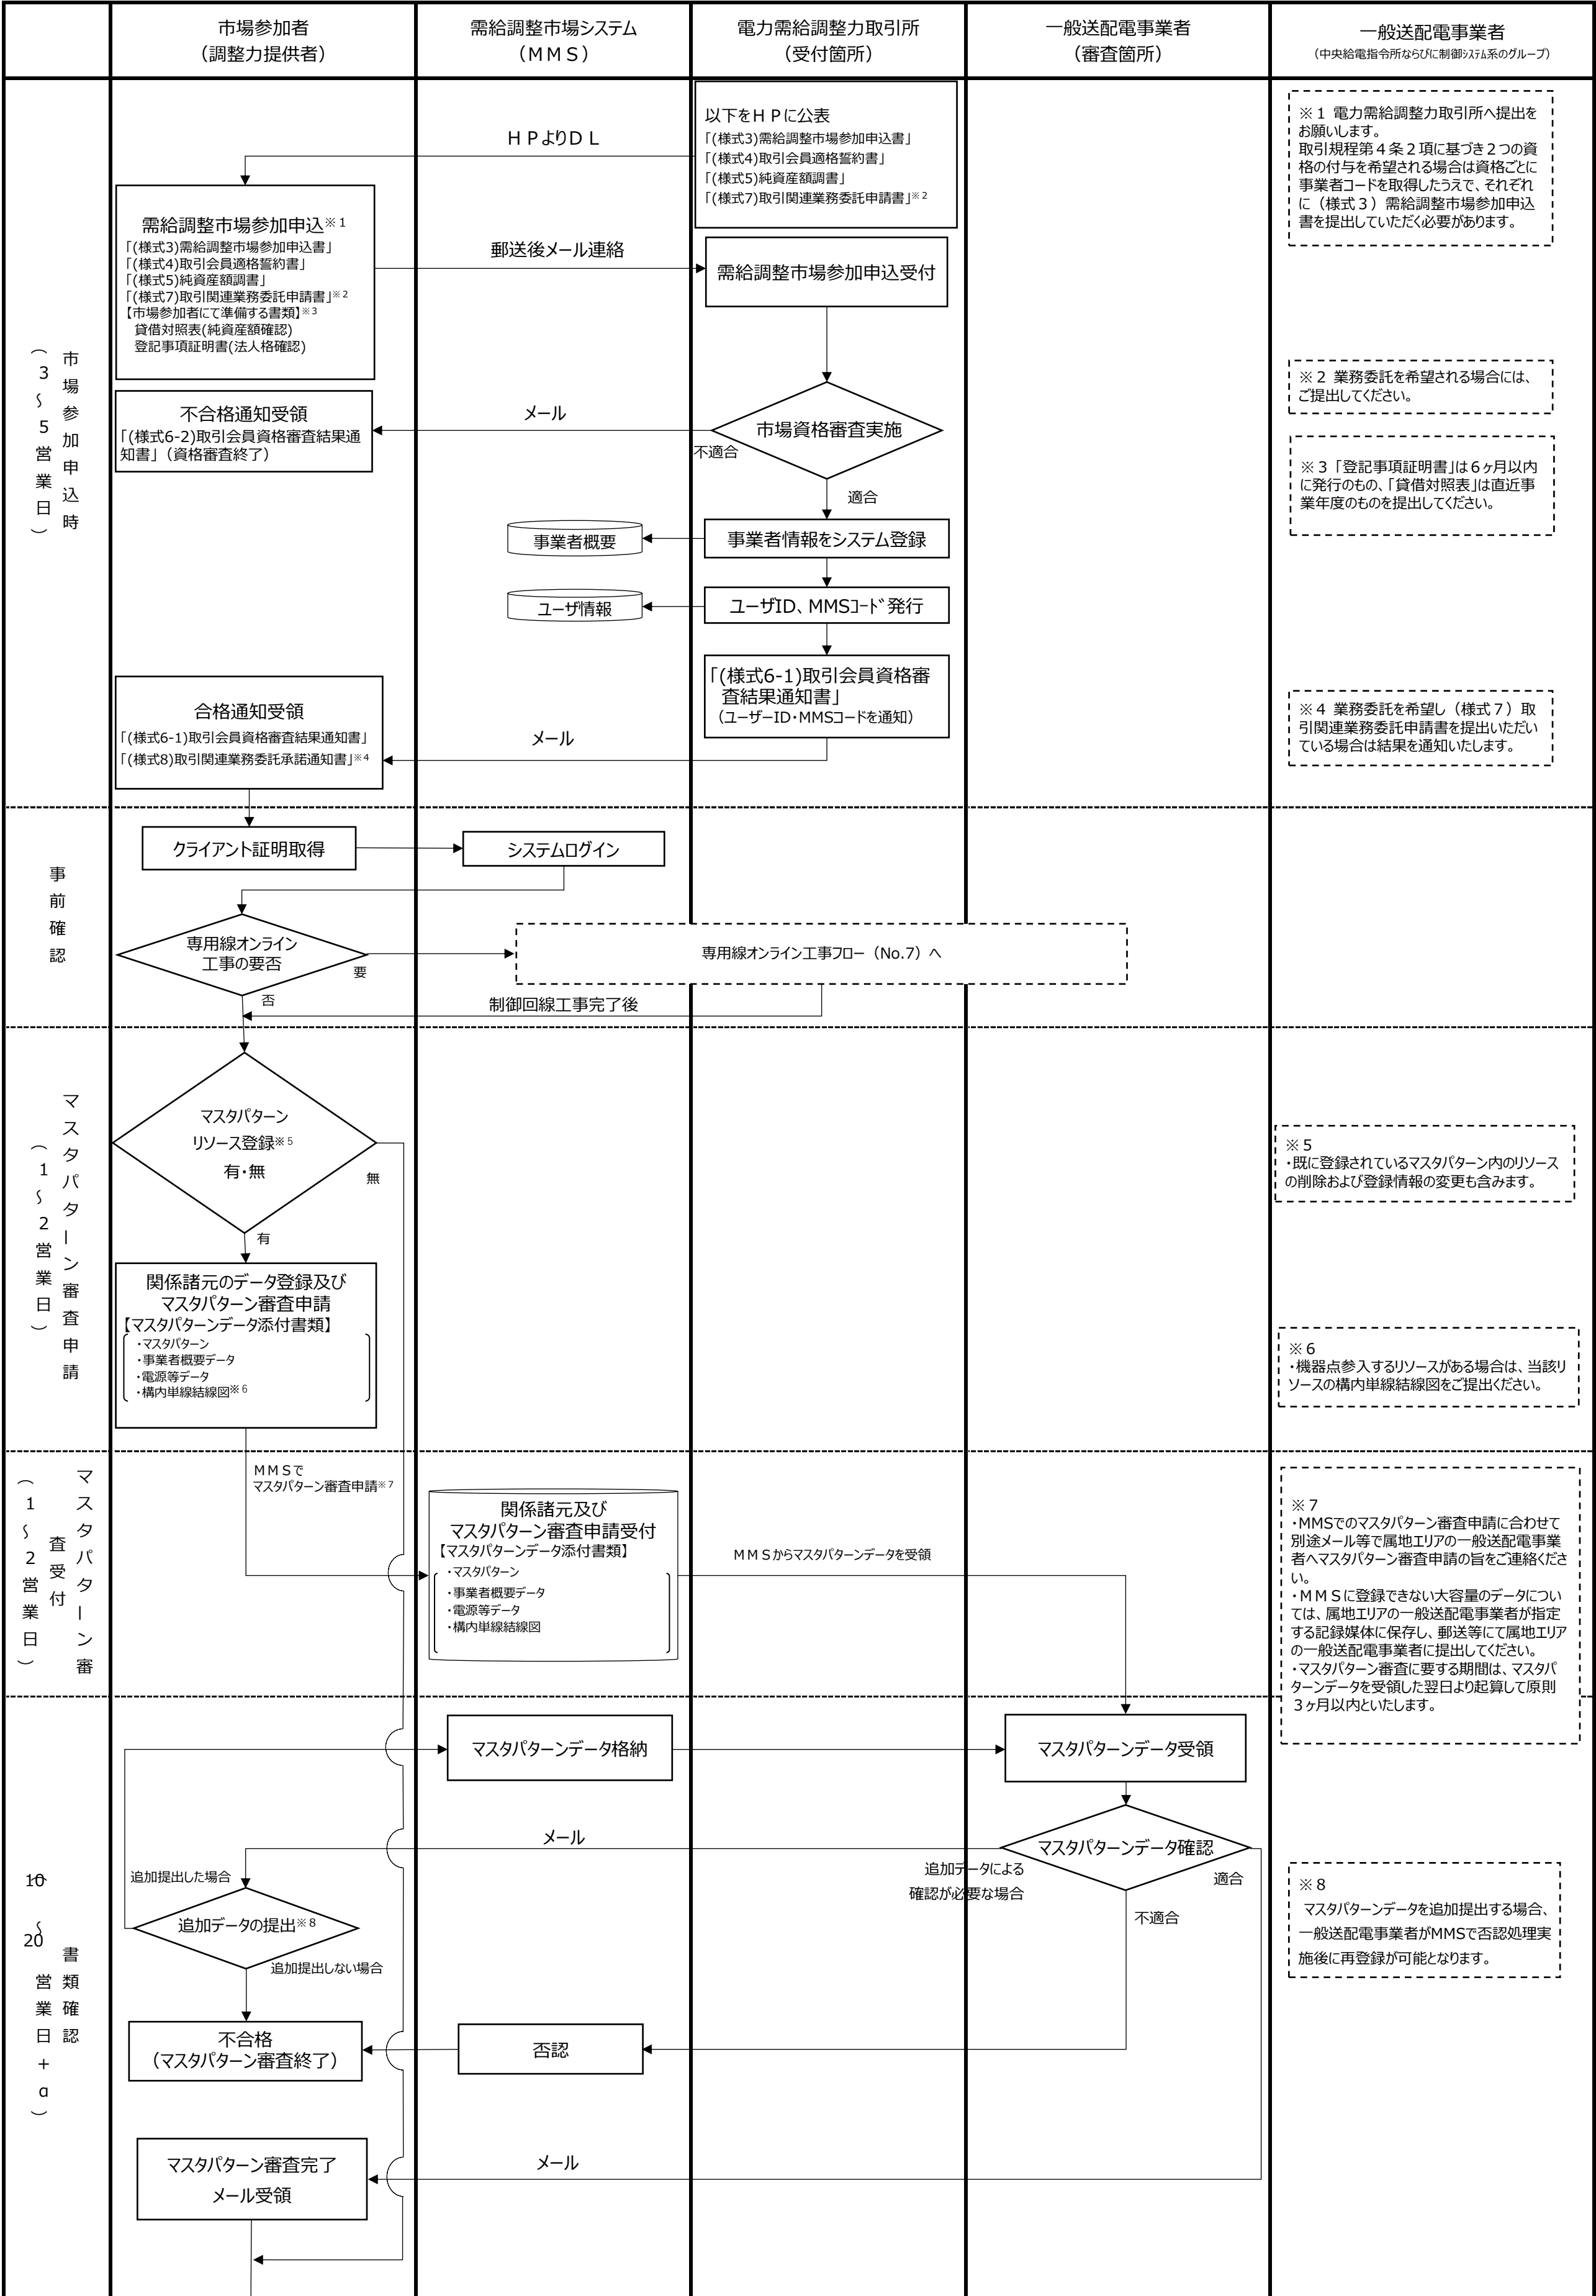 市場参加者
（調整力提供者）
需給調整市場システム
（ＭＭＳ）
電力需給調整力取引所
（受付箇所）
一般送配電事業者
（審査箇所）
一般送配電事業者
（中央給電指令所ならびに制御ｼｽﾃﾑ系のグループ）
市場参加申込時
（３～５営業日）
以下をＨＰに公表
「(様式3)需給調整市場参加申込書」
「(様式4)取引会員適格誓約書」
「(様式5)純資産額調書」
「(様式7)取引関連業務委託申請書」※２
ＨＰよりＤＬ
需給調整市場参加申込※１
「(様式3)需給調整市場参加申込書」
「(様式4)取引会員適格誓約書」
「(様式5)純資産額調書」
「(様式7)取引関連業務委託申請書」※２
【市場参加者にて準備する書類】※３
貸借対照表(純資産額確認)
登記事項証明書(法人格確認)
郵送後メール連絡
需給調整市場参加申込受付
※１ 電力需給調整力取引所へ提出を
お願いします。
取引規程第４条２項に基づき２つの資
格の付与を希望される場合は資格ごとに
事業者コードを取得したうえで、それぞれ
に（様式３）需給調整市場参加申込
書を提出していただく必要があります。
※２ 業務委託を希望される場合には、
ご提出してください。
不合格通知受領
「(様式6-2)取引会員資格審査結果通
知書」（資格審査終了）
メール
市場資格審査実施
不適合
適合
※３「登記事項証明書」は６ヶ月以内
に発行のもの、「貸借対照表」は直近事
業年度のものを提出してください。
事業者概要
事業者情報をシステム登録
ユーザ情報
ユーザID、MMSｺｰﾄﾞ発行
「(様式6-1)取引会員資格審
査結果通知書」
（ユーザーID・MMSコードを通知）
合格通知受領
「(様式6-1)取引会員資格審査結果通知書」
「(様式8)取引関連業務委託承諾通知書」※４
メール
※４ 業務委託を希望し（様式７）取
引関連業務委託申請書を提出いただい
ている場合は結果を通知いたします。
事前確認
クライアント証明取得
システムログイン
専用線オンライン
工事の要否
要
否
専用線オンライン工事フロー（No.7）へ
制御回線工事完了後
マスタパターン審査申請
（１～２営業日）
マスタパターン
リソース登録※５
有・無
無
有
※５
・既に登録されているマスタパターン内のリソース
の削除および登録情報の変更も含みます。
関係諸元のデータ登録及び
マスタパターン審査申請
【マスタパターンデータ添付書類】
・マスタパターン
・事業者概要データ
・電源等データ
・構内単線結線図※６
※６
・機器点参入するリソースがある場合は、当該リ
ソースの構内単線結線図をご提出ください。
マスタパターン審
査受付
（１～２営業日）
ＭＭＳで
マスタパターン審査申請※７
関係諸元及び
マスタパターン審査申請受付
【マスタパターンデータ添付書類】
・マスタパターン
・事業者概要データ
・電源等データ
・構内単線結線図
ＭＭＳからマスタパターンデータを受領
※７
・MMSでのマスタパターン審査申請に合わせて
別途メール等で属地エリアの一般送配電事業
者へマスタパターン審査申請の旨をご連絡くださ
い。
・ＭＭＳに登録できない大容量のデータについ
ては、属地エリアの一般送配電事業者が指定
する記録媒体に保存し、郵送等にて属地エリア
の一般送配電事業者に提出してください。
・マスタパターン審査に要する期間は、マスタパ
ターンデータを受領した翌日より起算して原則
３ヶ月以内といたします。
書類確認
（10～20営業日＋α）
マスタパターンデータ格納
マスタパターンデータ受領
メール
マスタパターンデータ確認
追加データによる
確認が必要な場合
適合
不適合
追加提出した場合
追加データの提出※８
追加提出しない場合
※８
マスタパターンデータを追加提出する場合、
一般送配電事業者がMMSで否認処理実
施後に再登録が可能となります。
不合格
（マスタパターン審査終了）
否認
マスタパターン審査完了
メール受領
メール